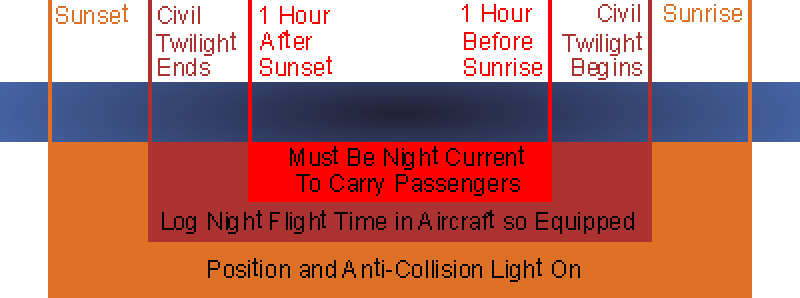 Sunset
Civil
Twilight
Ends
1 Hour
After
Sunset
1 Hour
Before
Sunrise
Civil
Twilight
Begins
Sunrise
Must Be Night Current
To Carry Passengers
Log Night Flight Time in Aircraft so Equipped
Position and Anti-Collision Light On